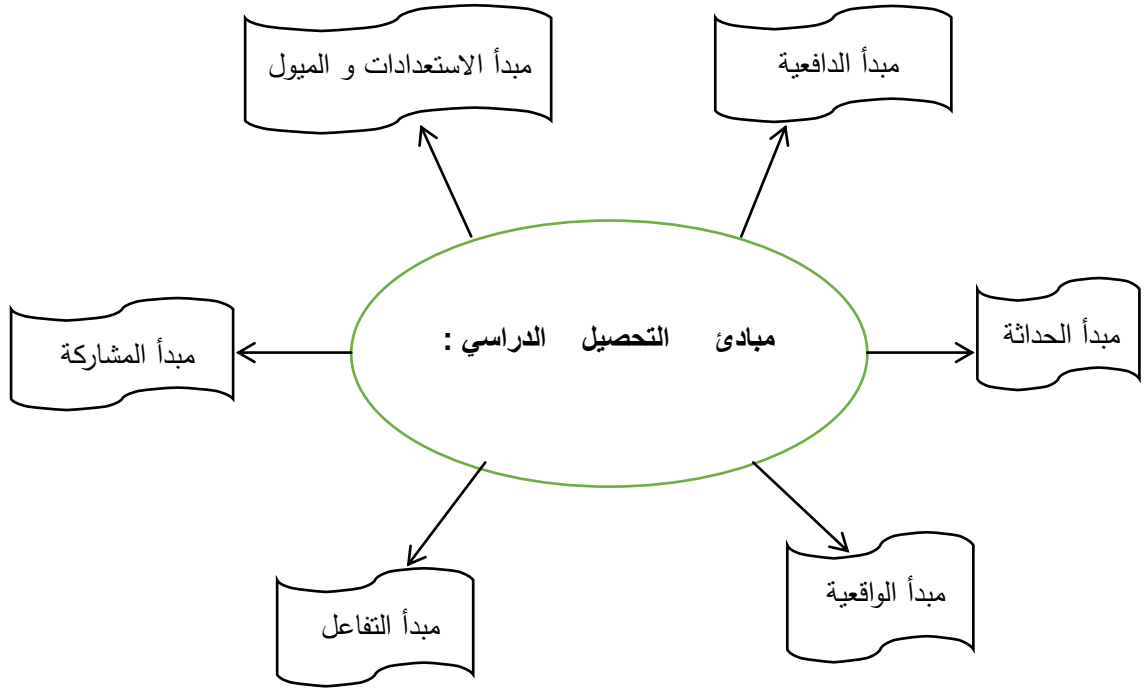 مبدأ الدافعية
مبدأ الاستعدادات و الميول
مبدأ الحداثة
مبادئ التحصيل الدراسي :
مبدأ المشاركة
مبدأ الواقعية
مبدأ التفاعل